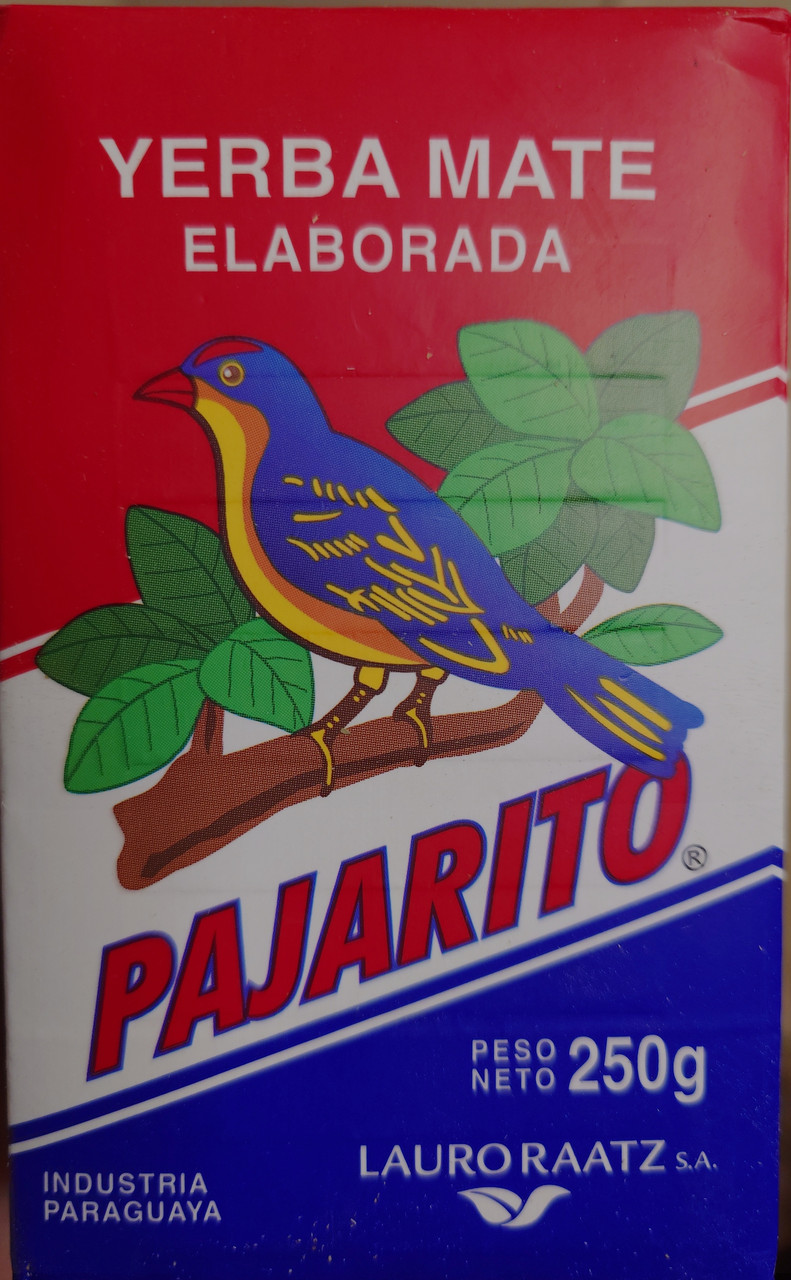 YERBA MATE
ELABORADA
PAJARITO®
PESO NETO 250g
LAURO RAATZ S.A.
INDUSTRIA
PARAGUAYA